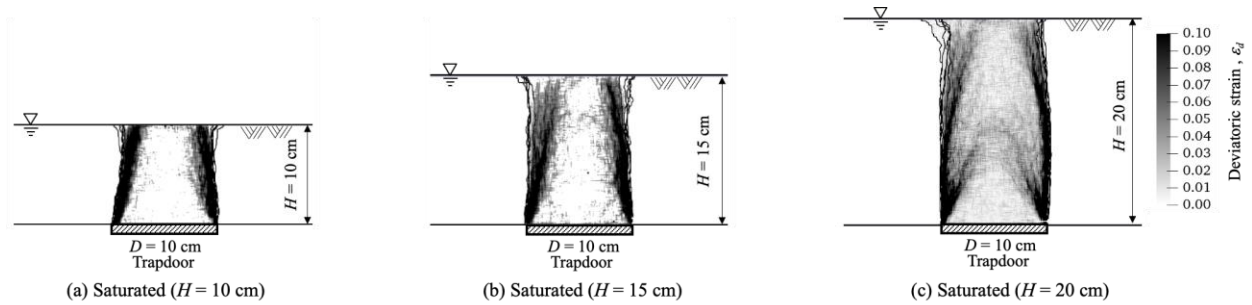 H = 10 cm
D = 10 cm
Trapdoor
(a) Saturated (H = 10 cm)
H = 15 cm
D = 10 cm
Trapdoor
(b) Saturated (H = 15 cm)
H = 20 cm
D = 10 cm
Trapdoor
(c) Saturated (H = 20 cm)
0.10
0.09
0.08
0.07
0.06
0.05
0.04
0.03
0.02
0.01
0.00
Deviatoric strain , εd